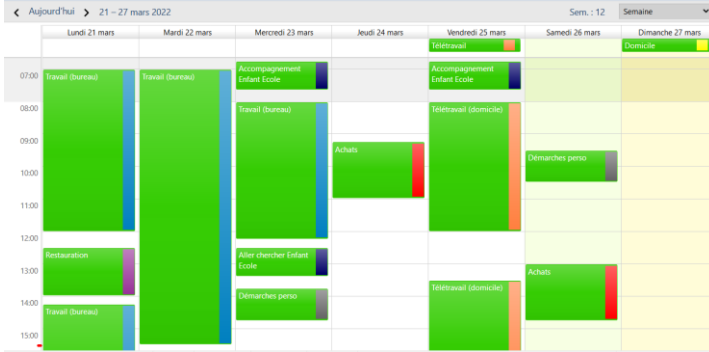 Aujourd'hui 21 – 27 mars 2022 Sem. : 12 Semaine
Lundi 21 mars Mardi 22 mars Mercredi 23 mars Jeudi 24 mars Vendredi 25 mars Samedi 26 mars Dimanche 27 mars
Télétravail Domicile
07:00
Travail (bureau)
Travail (bureau)
Accompagnement
Enfant Ecole
Accompagnement
Enfant Ecole
08:00
Travail (bureau)
Télétravail (domicile)
09:00
Achats
Démarches perso
10:00
11:00
12:00
Restauration
Aller chercher Enfant
Ecole
13:00
Achats
Démarches perso
Télétravail (domicile)
14:00
Travail (bureau)
15:00